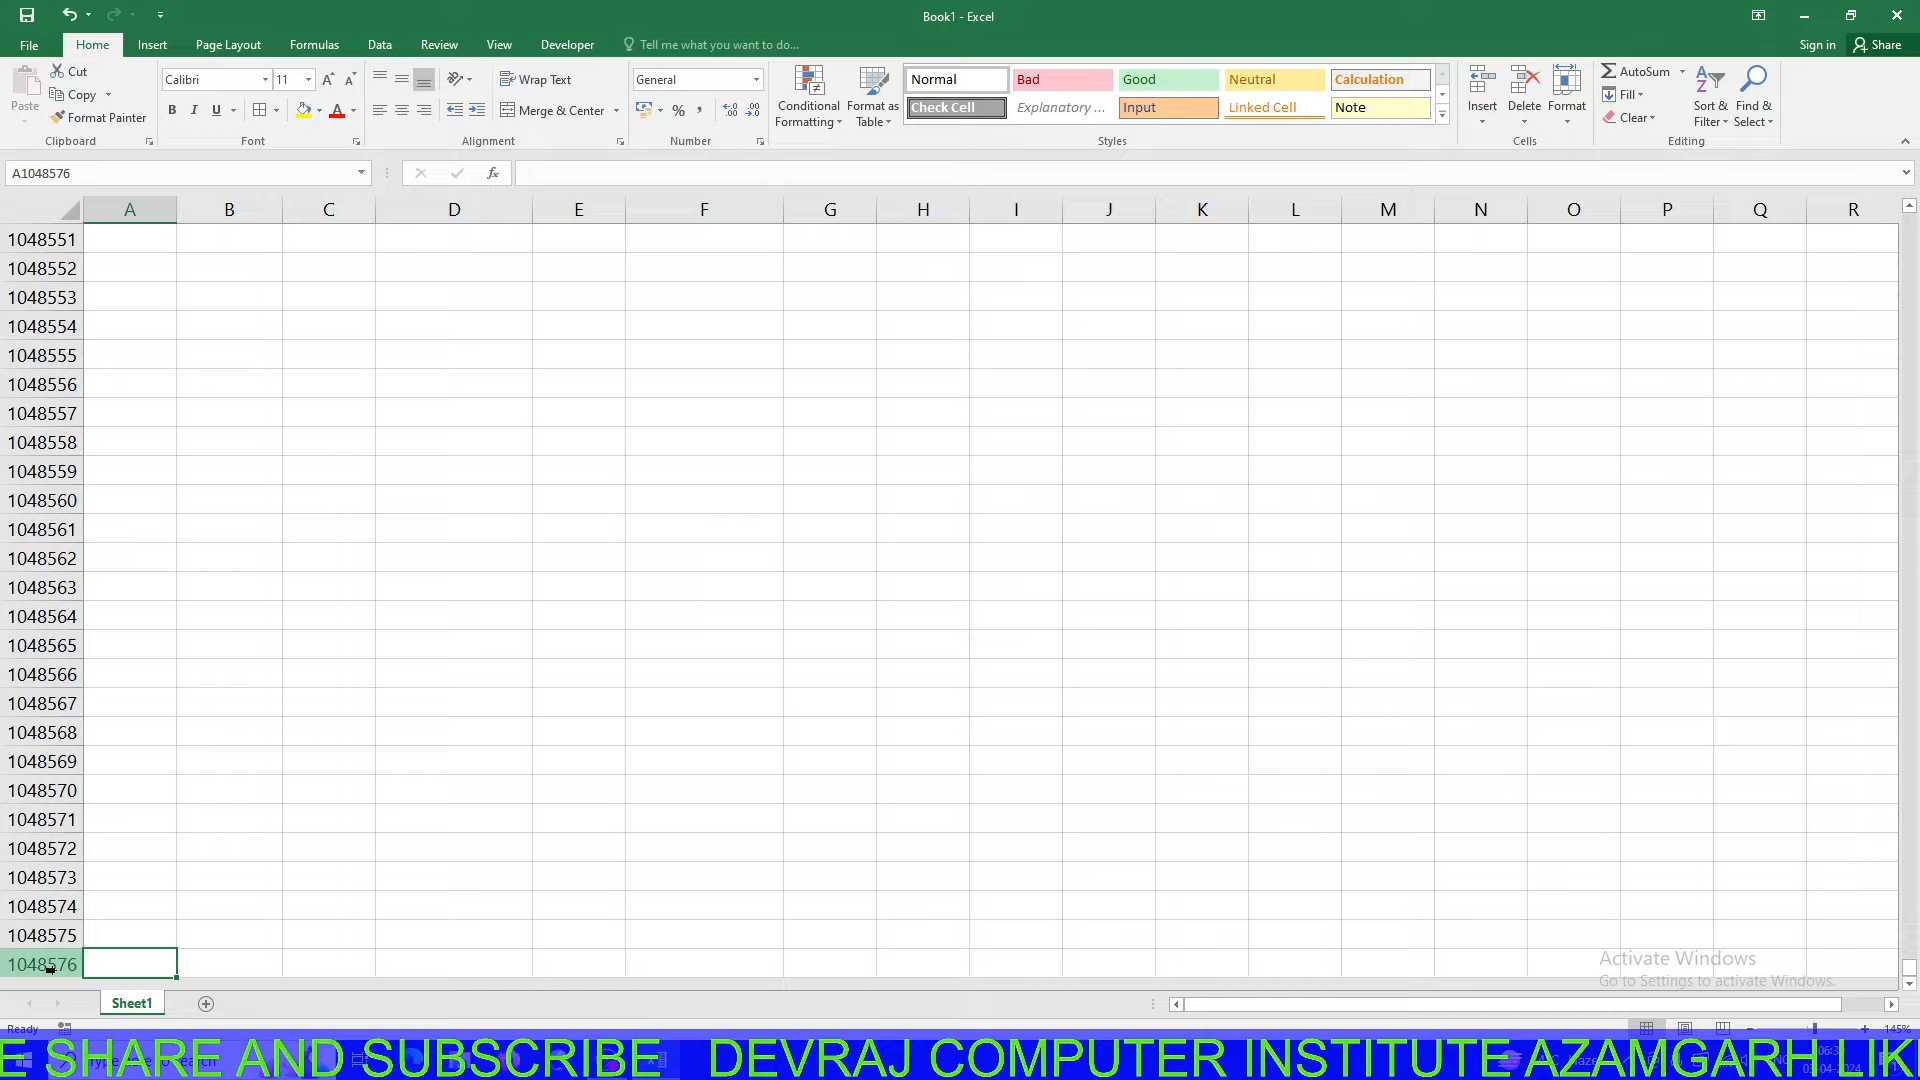 Book1 - Excel
File Home Insert Page Layout Formulas Data Review View Developer Tell me what you want to do... Sign in Share
Paste
Cut
Copy
Format Painter
Clipboard
Calibri 11
B I U
Font
Wrap Text
Merge & Center
Alignment
General
Number
Conditional Formatting
Format as Table
Normal Bad Good Neutral Calculation
Check Cell Explanatory ... Input Linked Cell Note
Styles
Insert Delete Format
Cells
AutoSum
Fill
Clear
Sort & Filter
Find & Select
Editing
A1048576
fx
A B C D E F G H I J K L M N O P Q R
1048551
1048552
1048553
1048554
1048555
1048556
1048557
1048558
1048559
1048560
1048561
1048562
1048563
1048564
1048565
1048566
1048567
1048568
1048569
1048570
1048571
1048572
1048573
1048574
1048575
1048576
Activate Windows
Go to Settings to activate Windows.
Sheet1
Ready
145%
E SHARE AND SUBSCRIBE DEVRAJ COMPUTER INSTITUTE AZAMGARH LIK